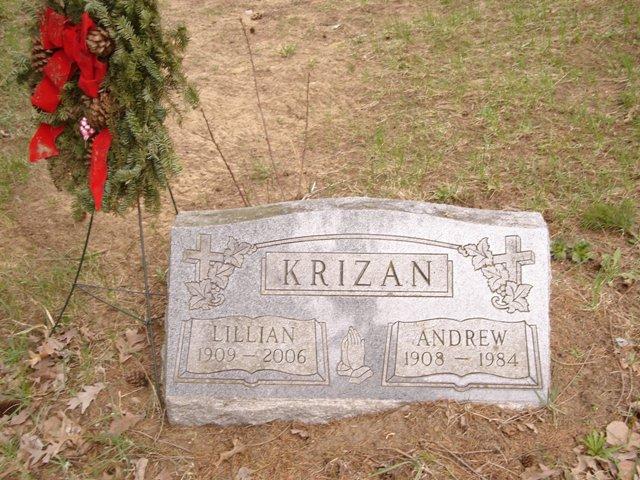 KRIZAN
LILLIAN
1909 — 2006
ANDREW
1908 — 1984